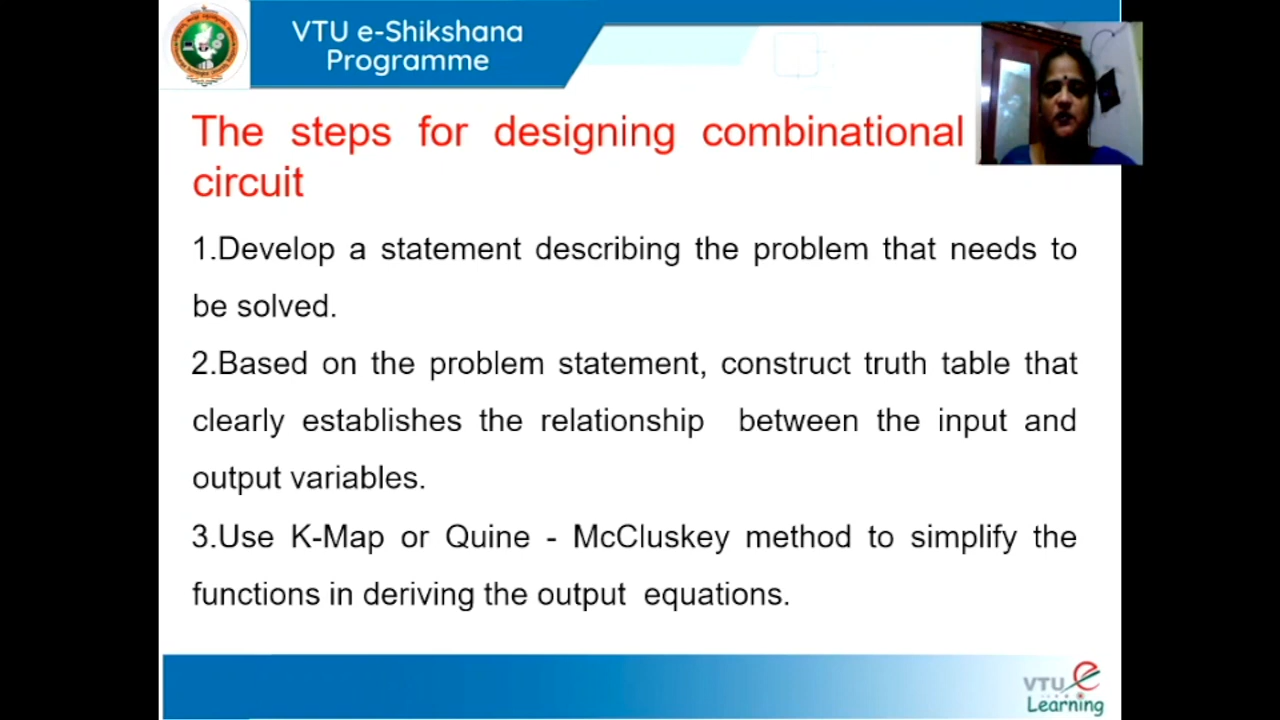 VTU e-Shikshana
Programme
The steps for designing combinational
circuit
1.Develop a statement describing the problem that needs to
be solved.
2.Based on the problem statement, construct truth table that
clearly establishes the relationship between the input and
output variables.
3.Use K-Map or Quine - McCluskey method to simplify the
functions in deriving the output equations.
VTU e
Learning